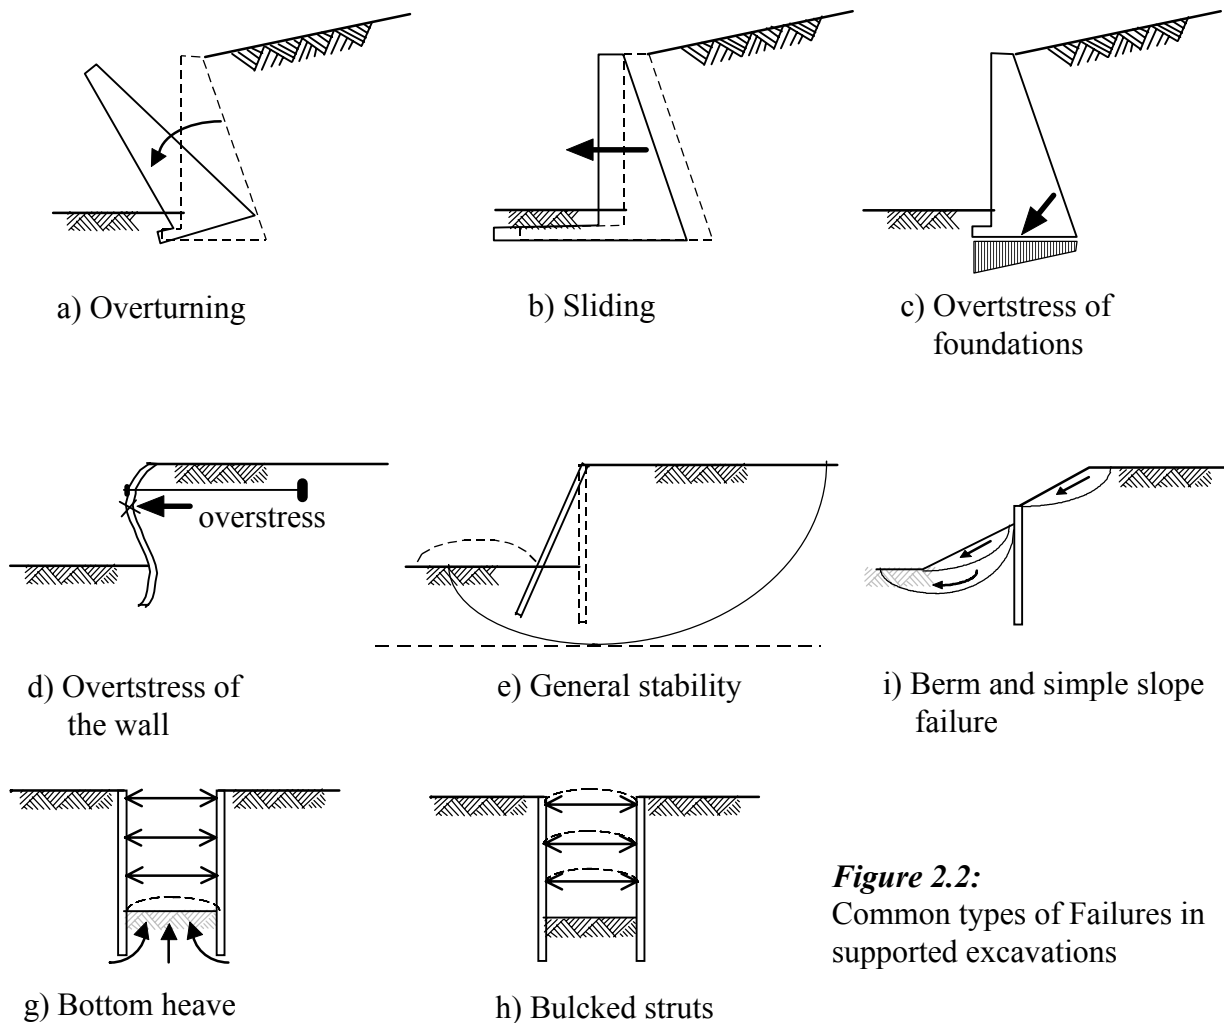 a) Overturning
b) Sliding
c) Overtstress of
foundations
overstress
d) Overtstress of
the wall
e) General stability
i) Berm and simple slope
failure
g) Bottom heave
h) Bulcked struts
Figure 2.2:
Common types of Failures in
supported excavations